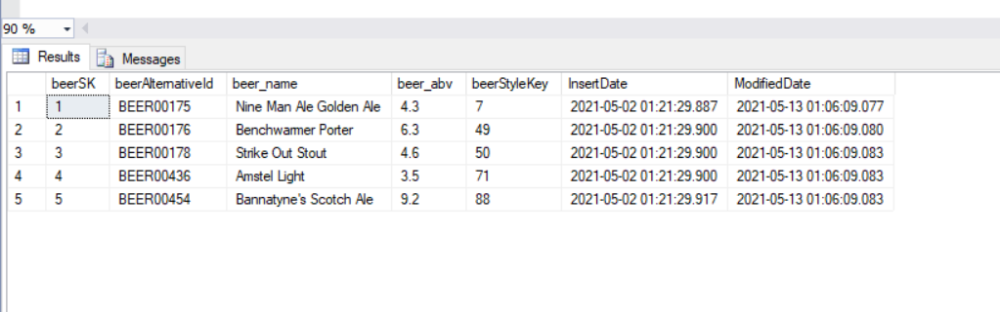 90 %
Results Messages
beerSK beerAlternativeId beer_name beer_abv beerStyleKey InsertDate ModifiedDate
1 1 BEER00175 Nine Man Ale Golden Ale 4.3 7 2021-05-02 01:21:29.887 2021-05-13 01:06:09.077
2 2 BEER00176 Benchwarmer Porter 6.3 49 2021-05-02 01:21:29.900 2021-05-13 01:06:09.080
3 3 BEER00178 Strike Out Stout 4.6 50 2021-05-02 01:21:29.900 2021-05-13 01:06:09.083
4 4 BEER00436 Amstel Light 3.5 71 2021-05-02 01:21:29.900 2021-05-13 01:06:09.083
5 5 BEER00454 Bannatyne's Scotch Ale 9.2 88 2021-05-02 01:21:29.917 2021-05-13 01:06:09.083